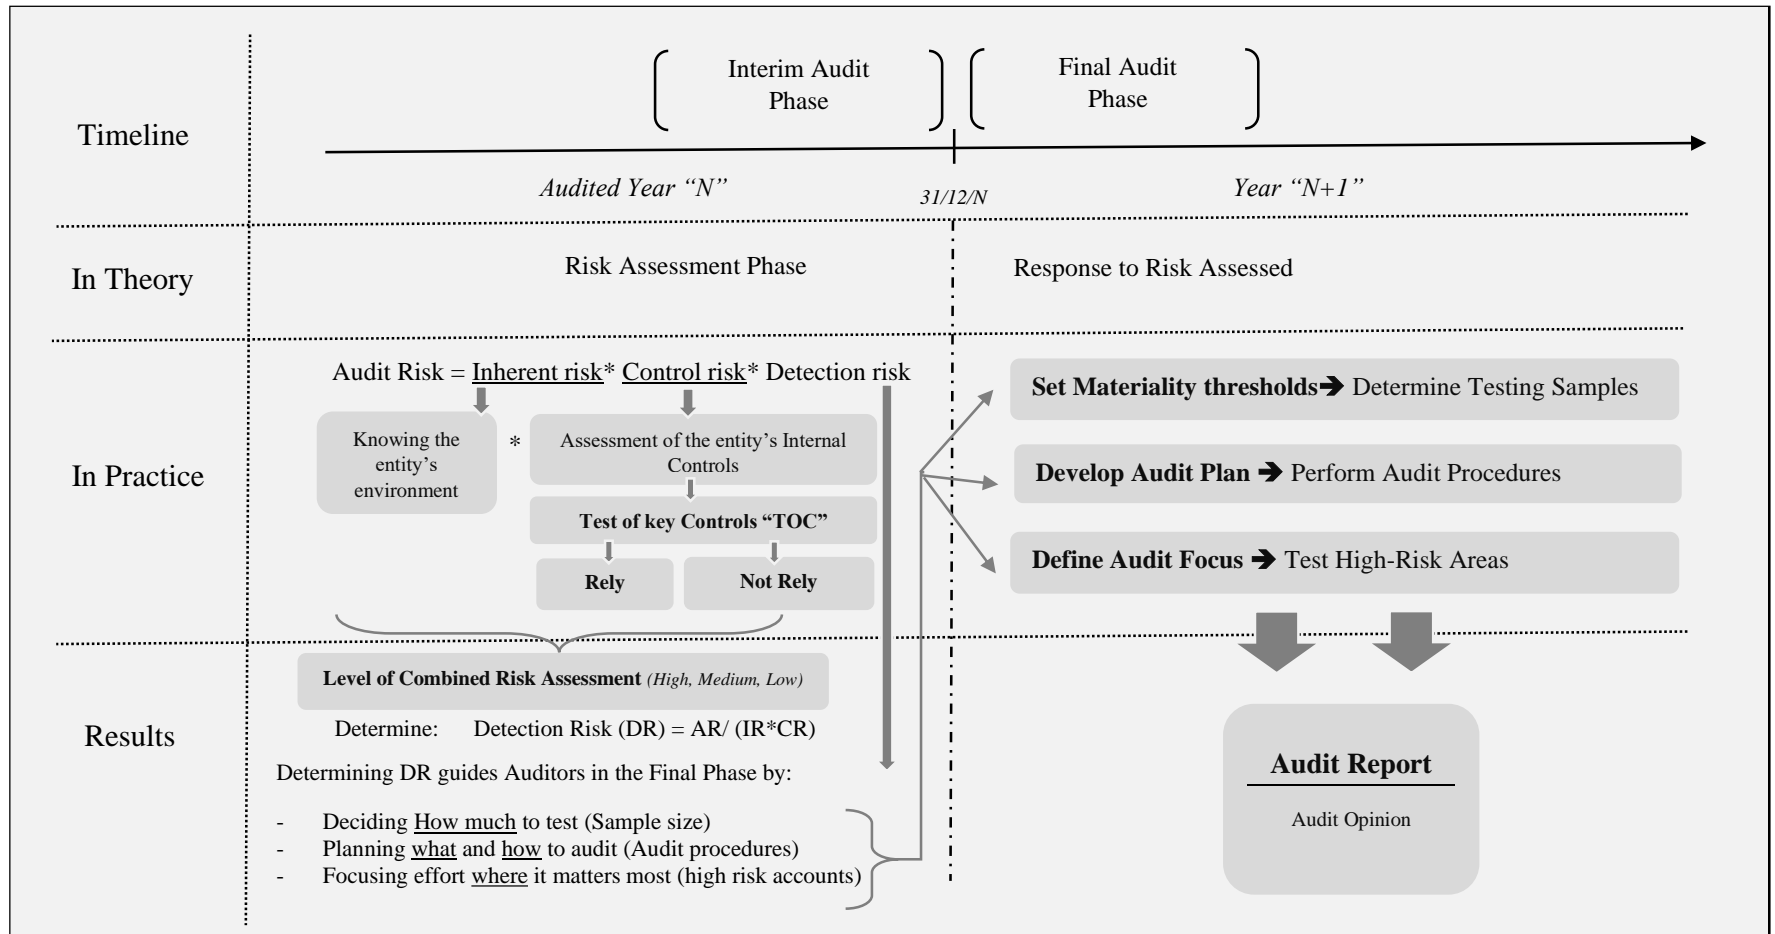 Interim Audit
Phase
Final Audit
Phase
Timeline
Audited Year “N”
31/12/N
Year “N+1”
In Theory
Risk Assessment Phase
Response to Risk Assessed
In Practice
Audit Risk = Inherent risk* Control risk* Detection risk
Knowing the
entity’s
environment
*
Assessment of the entity’s Internal
Controls
Test of key Controls “TOC”
Rely
Not Rely
Set Materiality thresholds➔ Determine Testing Samples
Develop Audit Plan ➔ Perform Audit Procedures
Define Audit Focus ➔ Test High-Risk Areas
Results
Level of Combined Risk Assessment (High, Medium, Low)
Determine: Detection Risk (DR) = AR/ (IR*CR)
Determining DR guides Auditors in the Final Phase by:
- Deciding How much to test (Sample size)
- Planning what and how to audit (Audit procedures)
- Focusing effort where it matters most (high risk accounts)
Audit Report
Audit Opinion